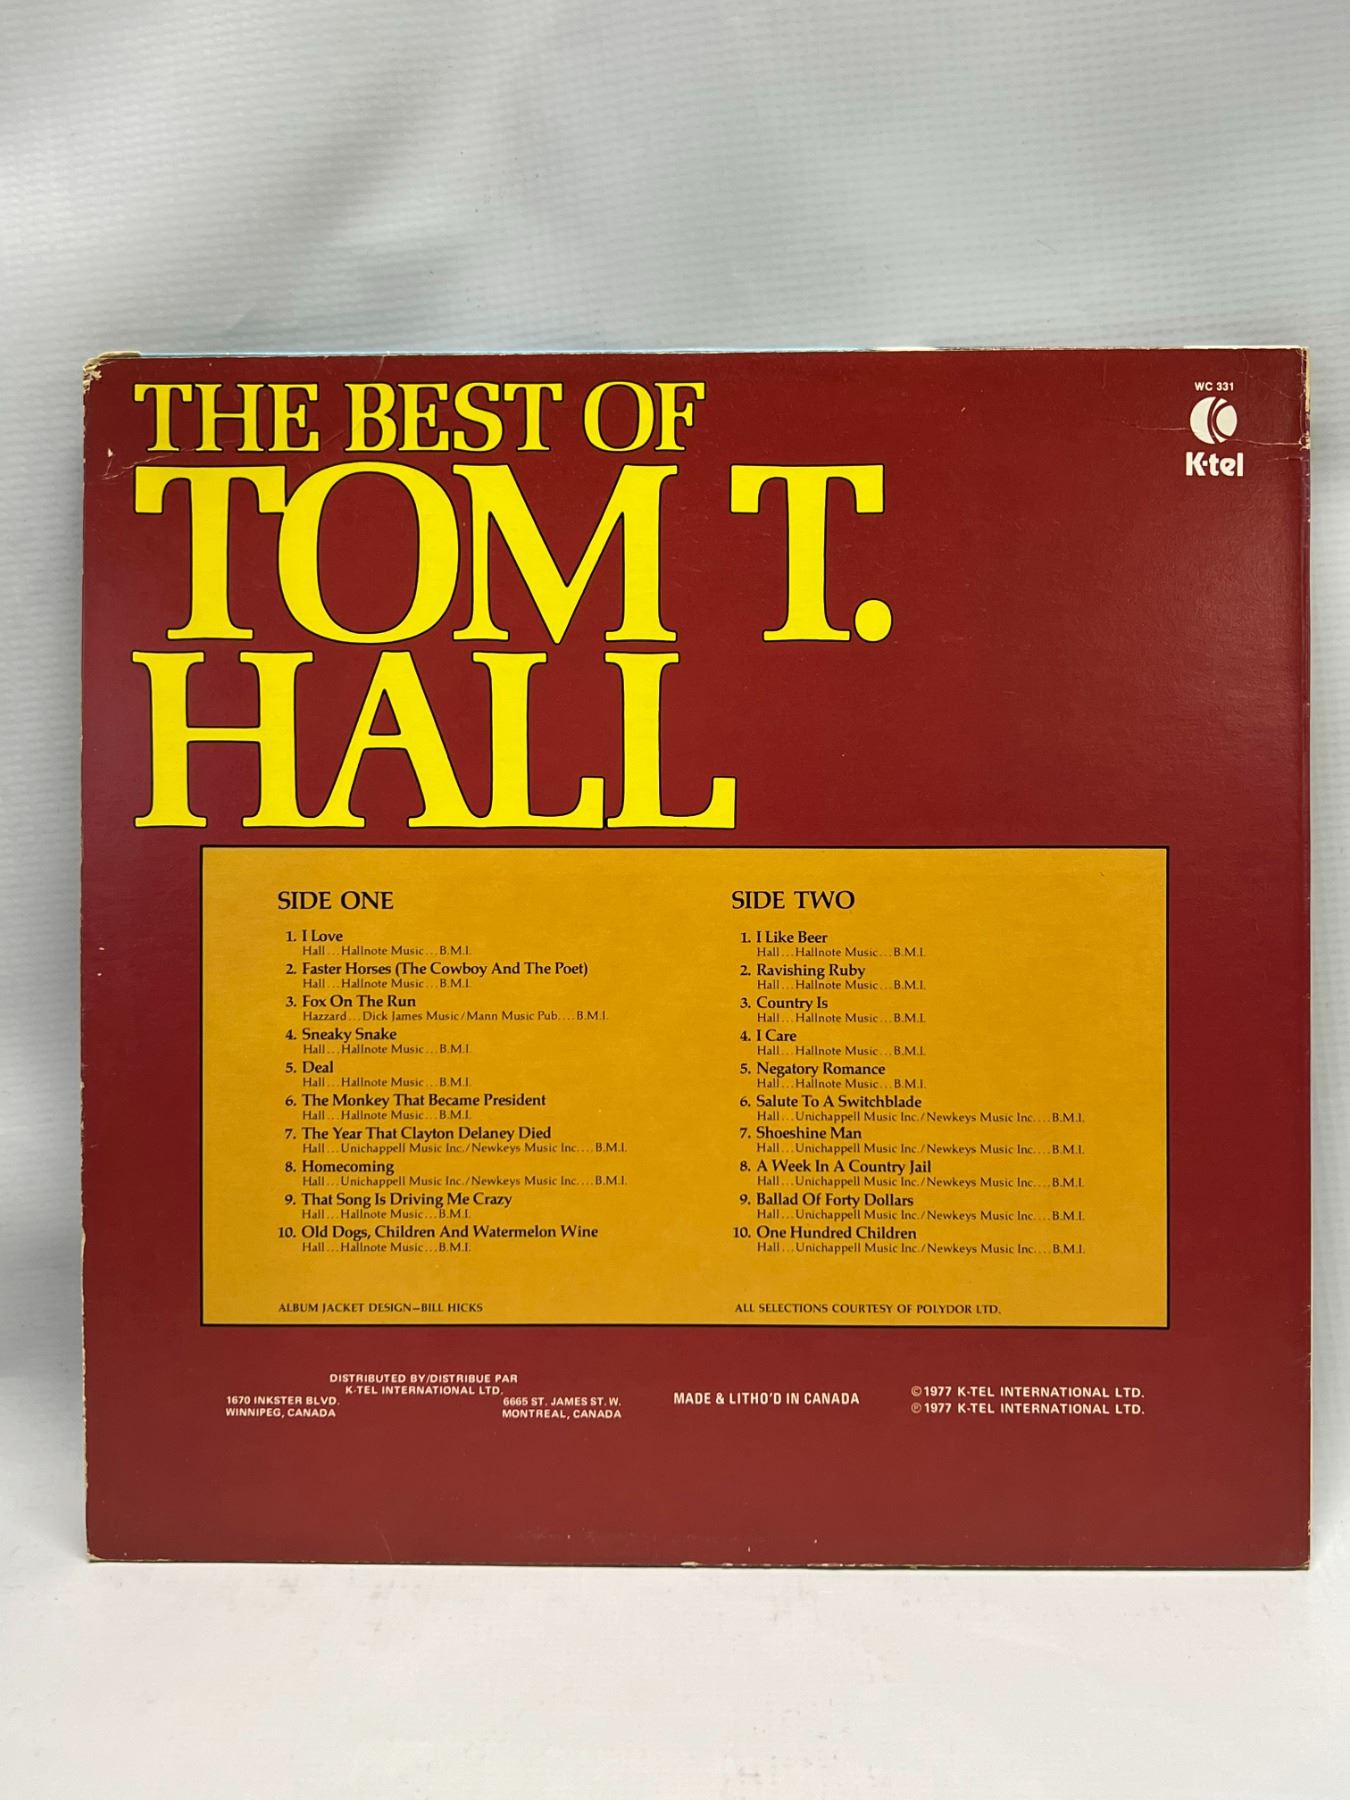 THE BEST OF
TOM T.
HALL
WC 331
K-tel
SIDE ONE
1. I Love
Hall...Hallnote Music...B.M.I.
2. Faster Horses (The Cowboy And The Poet)
Hall...Hallnote Music...B.M.I.
3. Fox On The Run
Hazzard...Dick James Music/Mann Music Pub....B.M.I.
4. Sneaky Snake
Hall...Hallnote Music...B.M.I.
5. Deal
Hall...Hallnote Music...B.M.I.
6. The Monkey That Became President
Hall...Hallnote Music...B.M.I.
7. The Year That Clayton Delaney Died
Hall...Unichappell Music Inc./Newkeys Music Inc....B.M.I.
8. Homecoming
Hall...Unichappell Music Inc./Newkeys Music Inc....B.M.I.
9. That Song Is Driving Me Crazy
Hall...Hallnote Music...B.M.I.
10. Old Dogs, Children And Watermelon Wine
Hall...Hallnote Music...B.M.I.
ALBUM JACKET DESIGN—BILL HICKS
SIDE TWO
1. I Like Beer
Hall...Hallnote Music...B.M.I.
2. Ravishing Ruby
Hall...Hallnote Music...B.M.I.
3. Country Is
Hall...Hallnote Music...B.M.I.
4. I Care
Hall...Hallnote Music...B.M.I.
5. Negatory Romance
Hall...Hallnote Music...B.M.I.
6. Salute To A Switchblade
Hall...Unichappell Music Inc./Newkeys Music Inc....B.M.I.
7. Shoeshine Man
Hall...Unichappell Music Inc./Newkeys Music Inc....B.M.I.
8. A Week In A Country Jail
Hall...Unichappell Music Inc./Newkeys Music Inc....B.M.I.
9. Ballad Of Forty Dollars
Hall...Unichappell Music Inc./Newkeys Music Inc....B.M.I.
10. One Hundred Children
Hall...Unichappell Music Inc./Newkeys Music Inc....B.M.I.
ALL SELECTIONS COURTESY OF POLYDOR LTD.
DISTRIBUTED BY/DISTRIBUE PAR
K-TEL INTERNATIONAL LTD.
1670 INKSTER BLVD.
WINNIPEG, CANADA
6665 ST. JAMES ST. W.
MONTREAL, CANADA
MADE & LITHO'D IN CANADA
©1977 K-TEL INTERNATIONAL LTD.
℗1977 K-TEL INTERNATIONAL LTD.